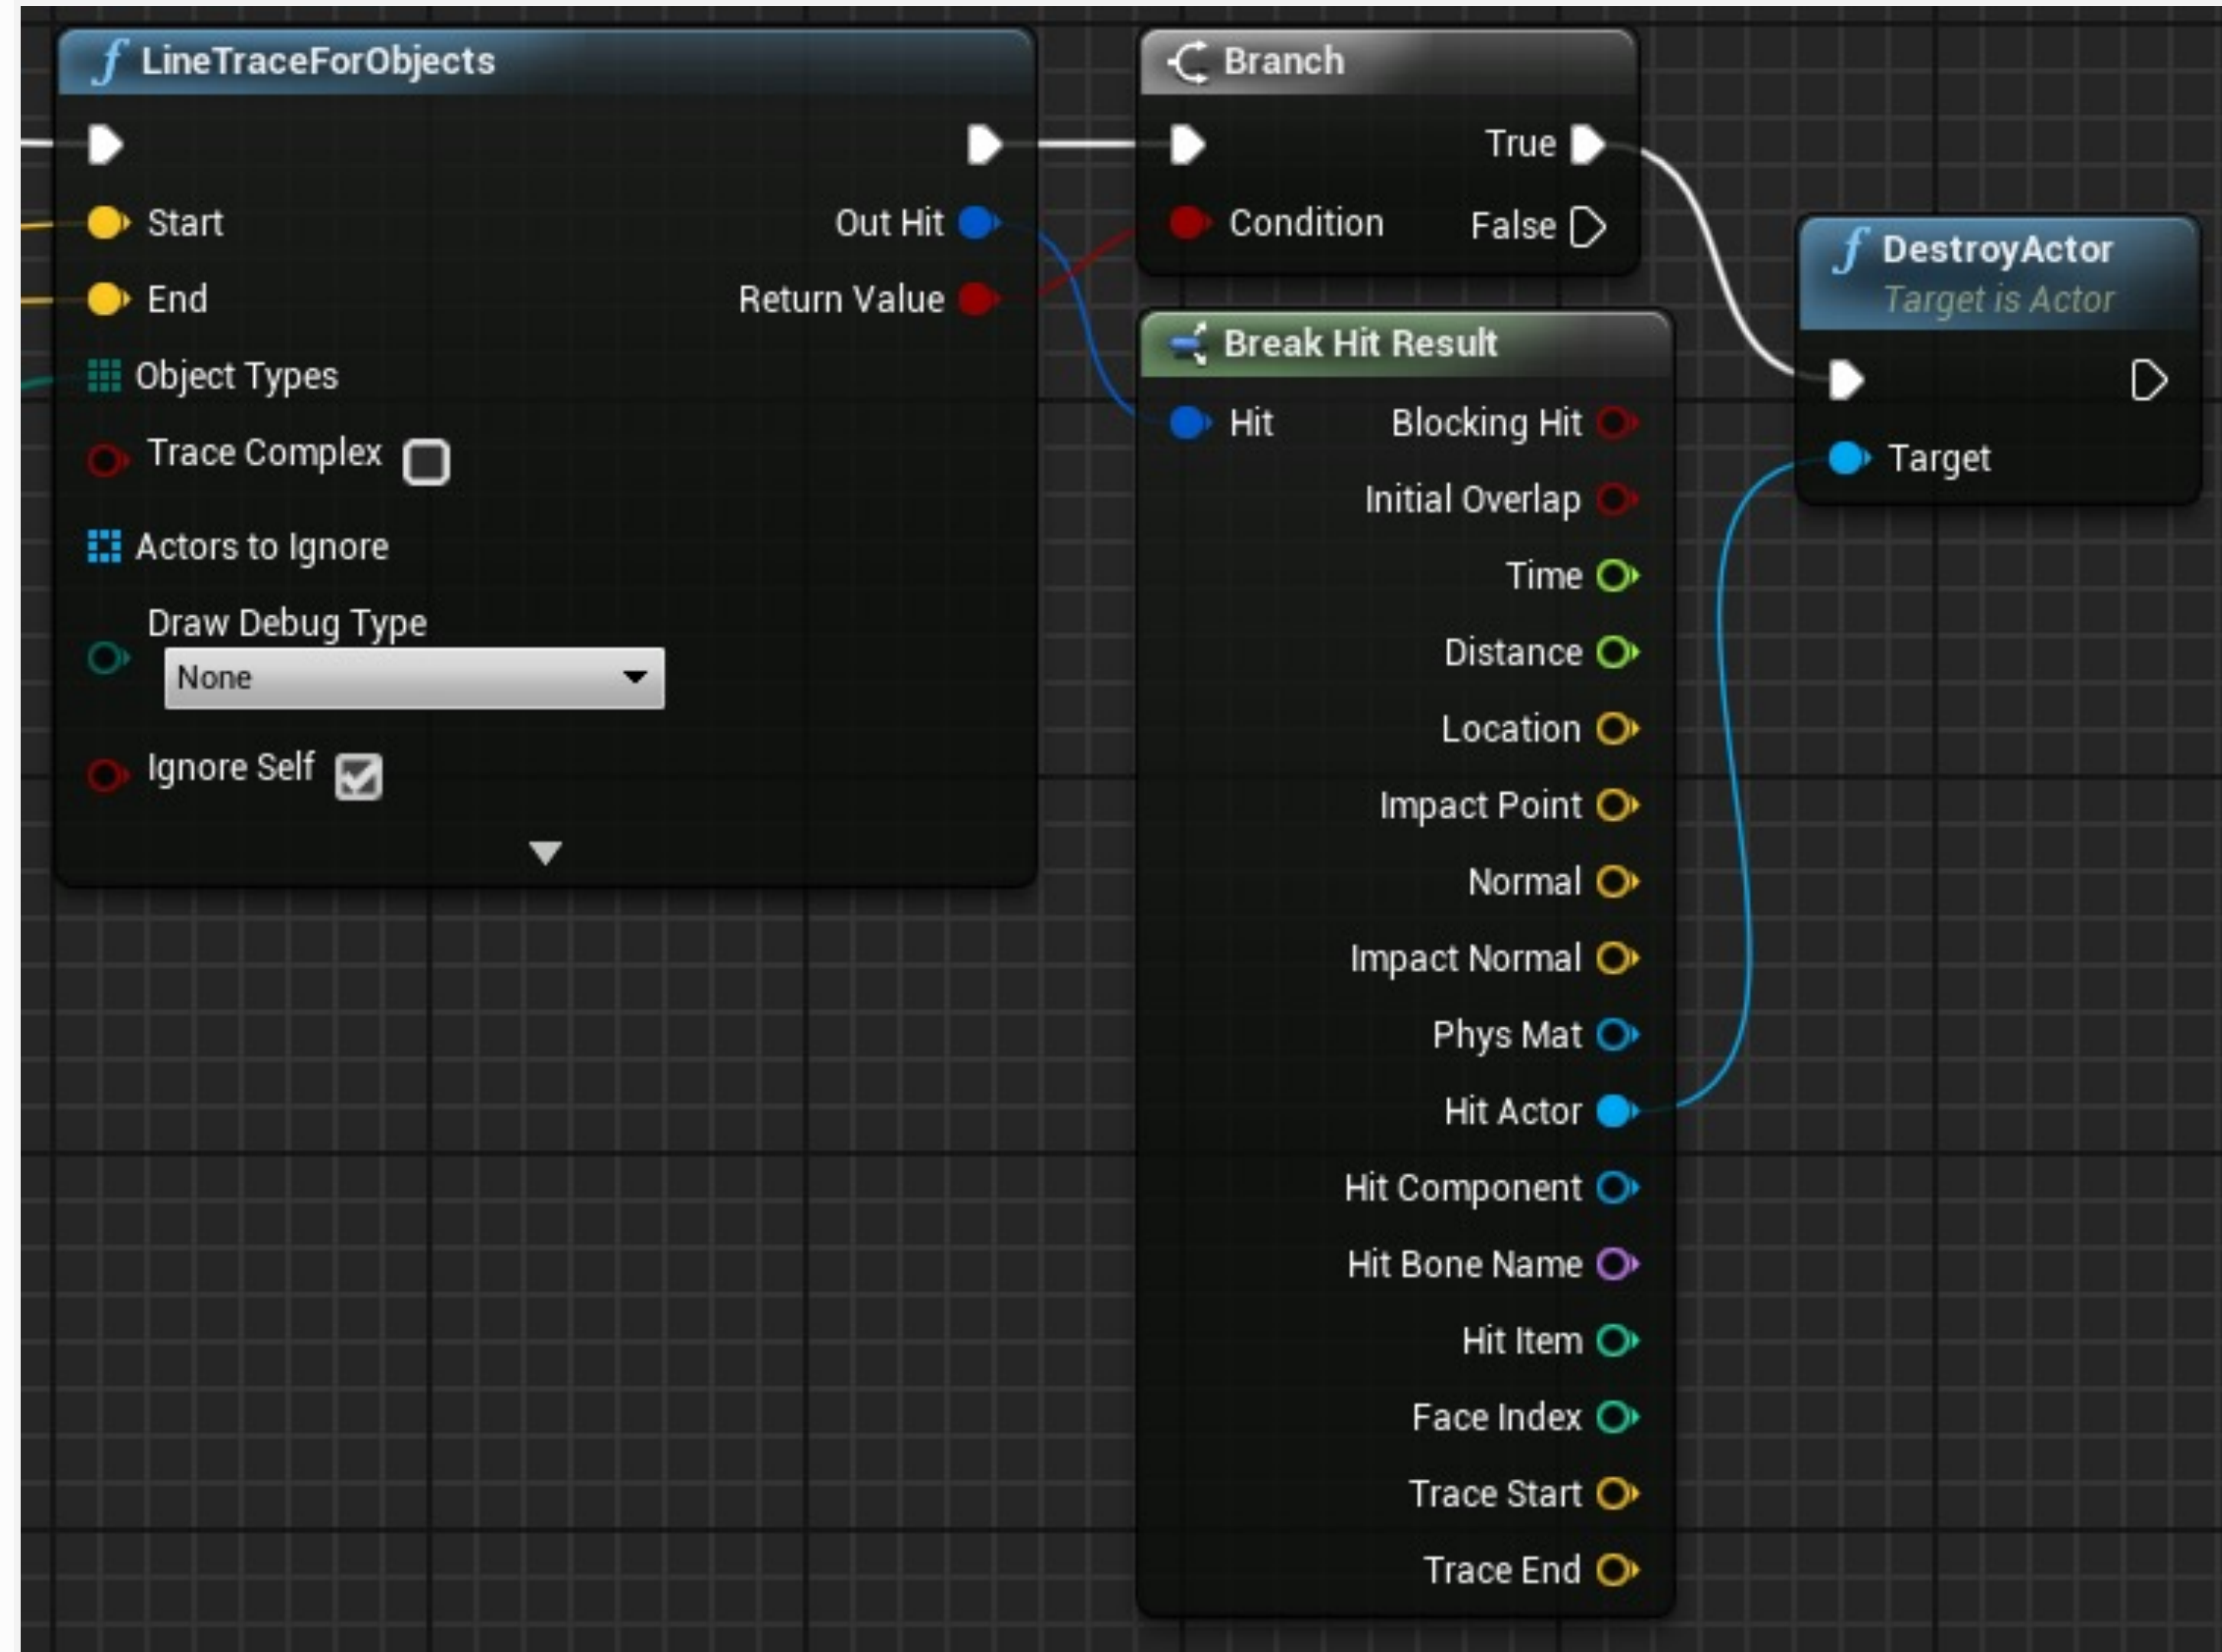 LineTraceForObjects
Start
Out Hit
End
Return Value
Object Types
Trace Complex
Actors to Ignore
Draw Debug Type
None
Ignore Self
Branch
True
Condition
False
Break Hit Result
Hit
Blocking Hit
Initial Overlap
Time
Distance
Location
Impact Point
Normal
Impact Normal
Phys Mat
Hit Actor
Hit Component
Hit Bone Name
Hit Item
Face Index
Trace Start
Trace End
DestroyActor
Target is Actor
Target